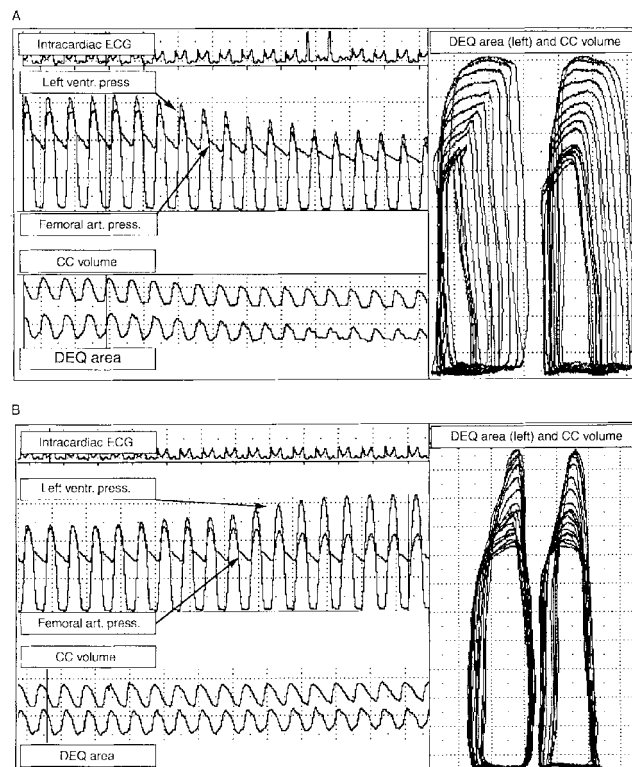 A
Intracardiac ECG
DEQ area (left) and CC volume
Left ventr. press
Femoral art. press.
CC volume
DEQ area
B
Intracardiac ECG
DEQ area (left) and CC volume
Left ventr. press.
Femoral art. press.
CC volume
DEQ area